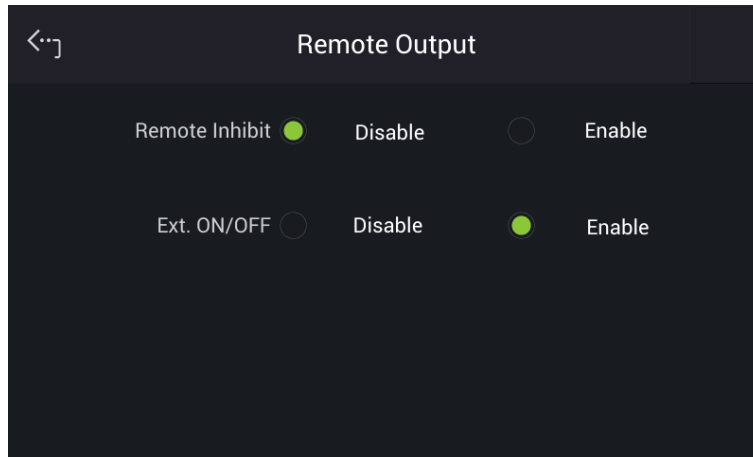 Remote Output
Remote Inhibit Disable Enable
Ext. ON/OFF Disable Enable